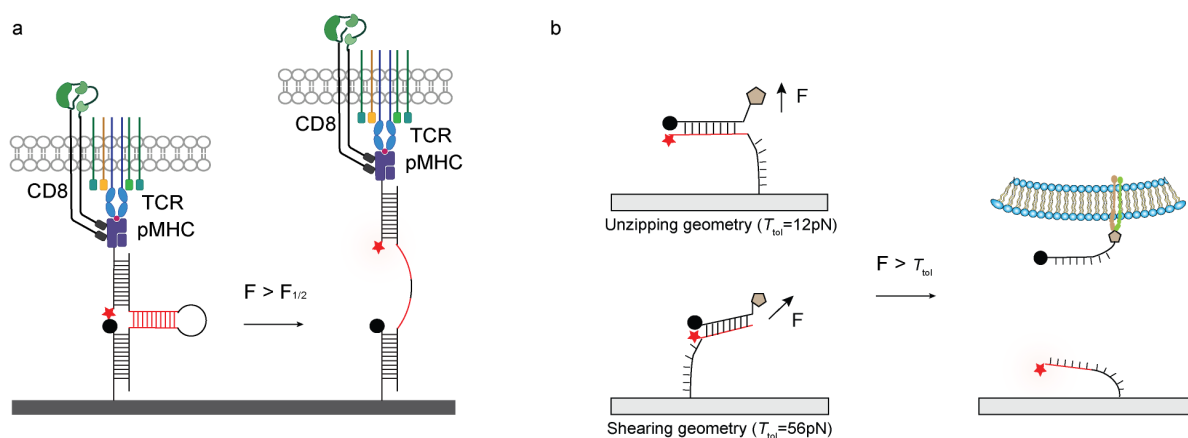 a
CD8
TCR
pMHC
F > F1/2
CD8
TCR
pMHC
b
F
Unzipping geometry (Ttol=12pN)
F
Shearing geometry (Ttol=56pN)
F > Ttol